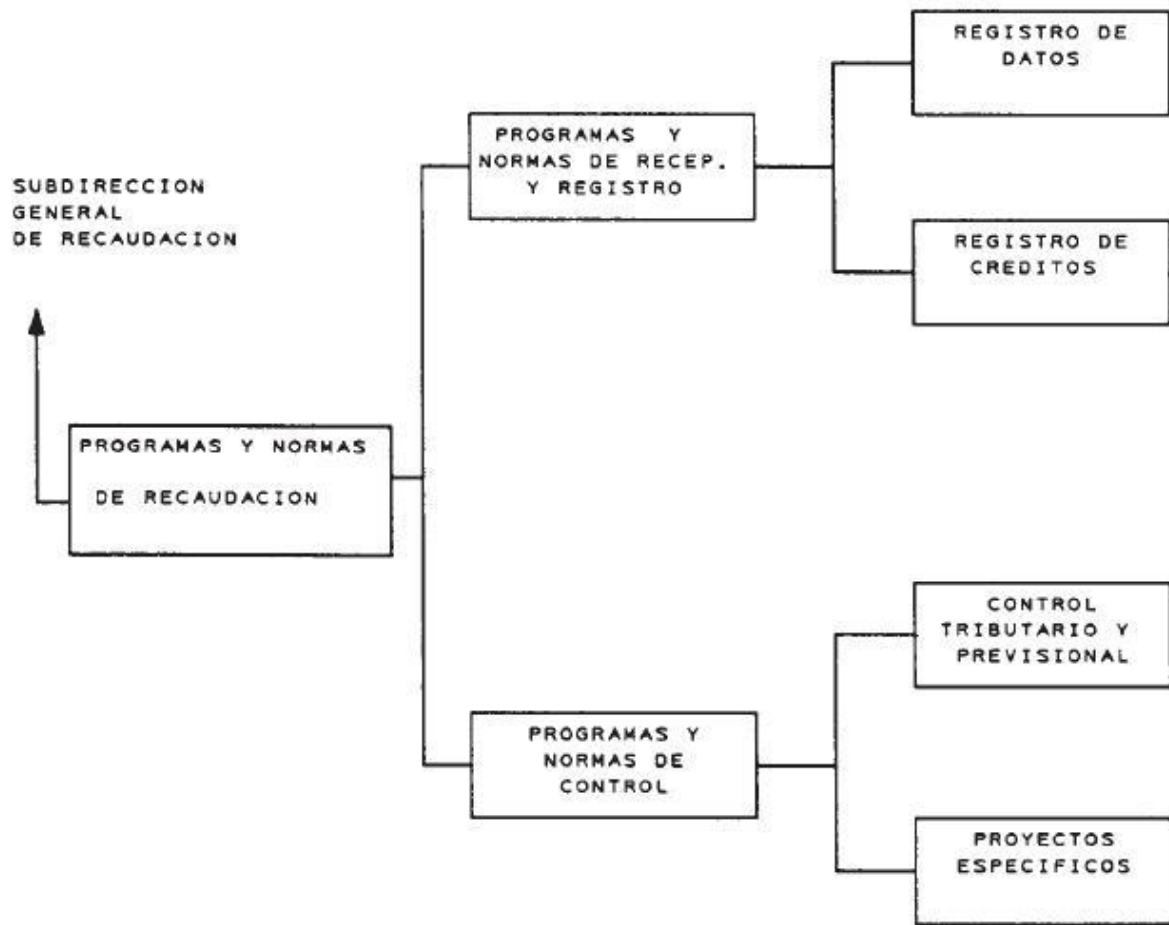 SUBDIRECCION
GENERAL
DE RECAUDACION
PROGRAMAS Y NORMAS
DE RECAUDACION
PROGRAMAS Y
NORMAS DE RECEP.
Y REGISTRO
REGISTRO DE
DATOS
REGISTRO DE
CREDITOS
PROGRAMAS Y
NORMAS DE
CONTROL
CONTROL
TRIBUTARIO Y
PREVISIONAL
PROYECTOS
ESPECIFICOS